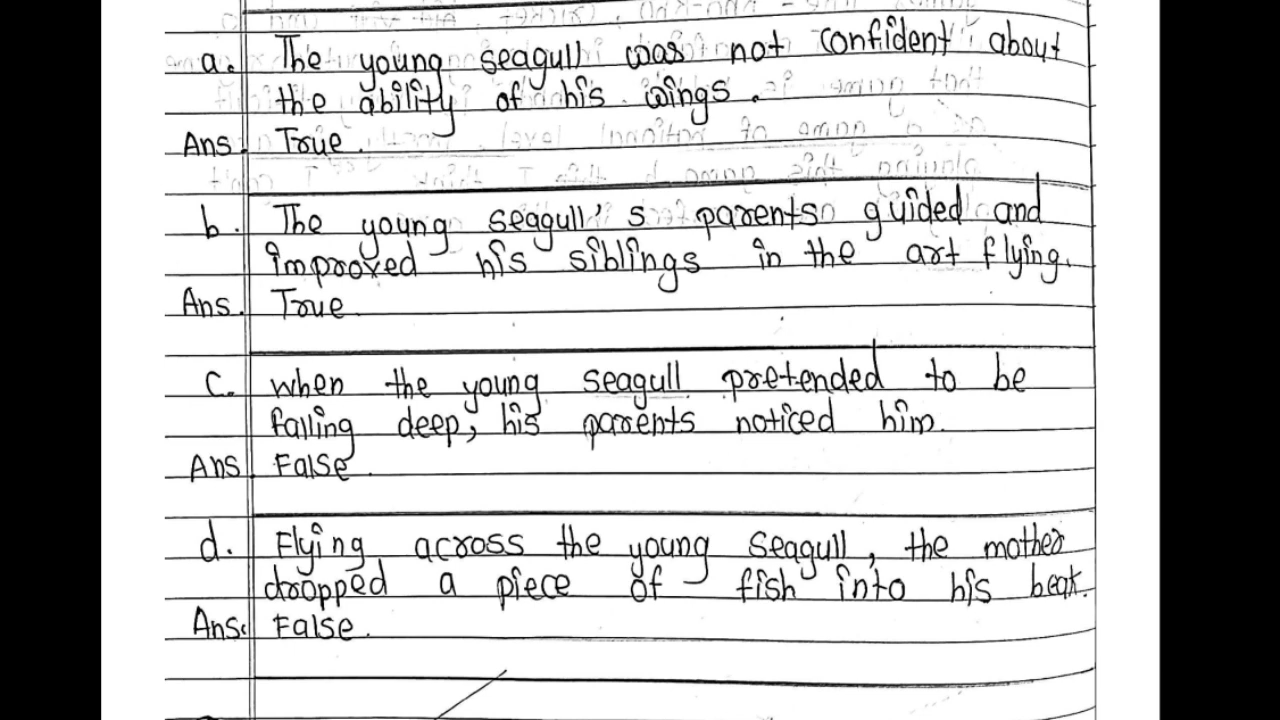 a. The young seagull was not confident about
the ability of his wings.
Ans. True.
b. The young seagull's parents guided and
improved his siblings in the art flying.
Ans. True
c. when the young seagull pretended to be
falling deep, his parents noticed him.
Ans False.
d. Flying across the young seagull, the mother
dropped a piece of fish into his beak.
Ans. False.